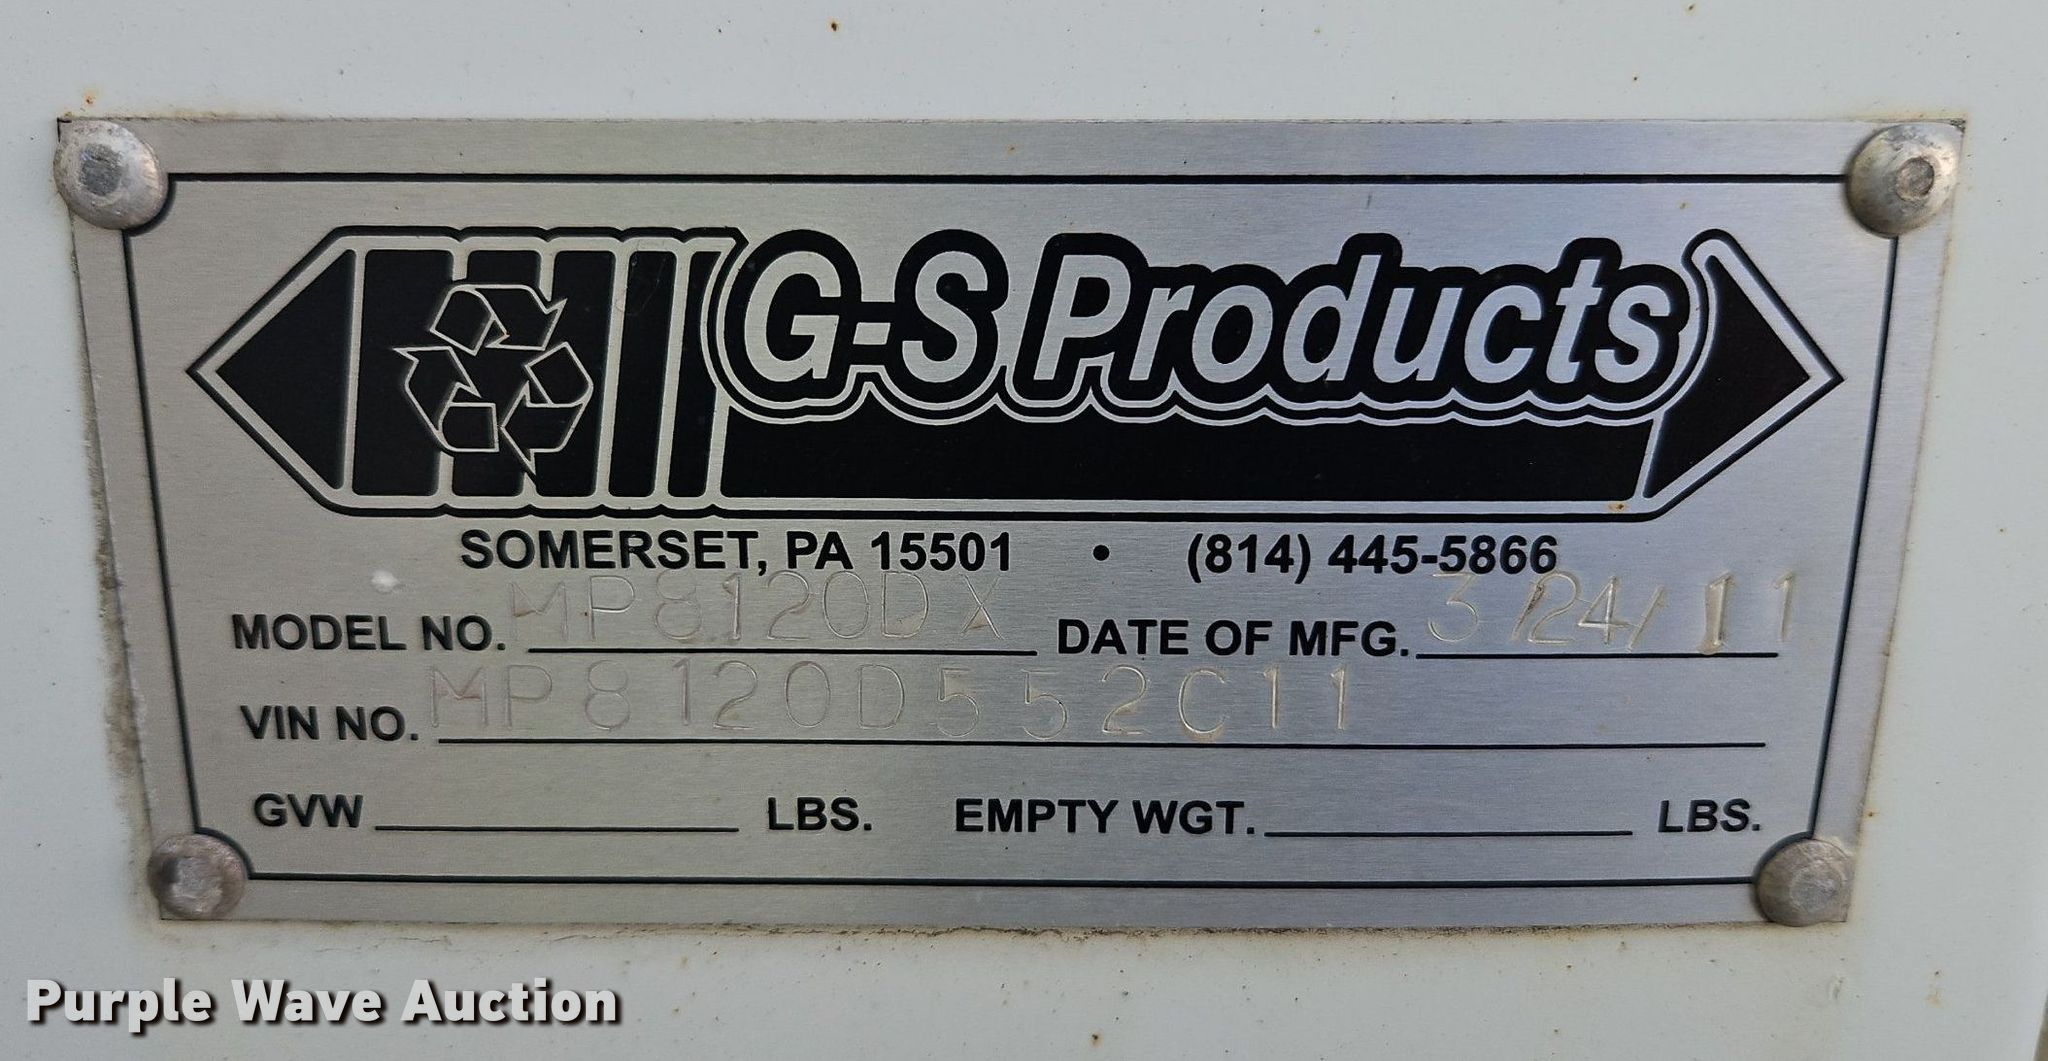 G-S Products
SOMERSET, PA 15501 • (814) 445-5866
MODEL NO. MP8120DX DATE OF MFG. 3/24/11
VIN NO. MP8120D552C11
GVW LBS. EMPTY WGT. LBS.
Purple Wave Auction